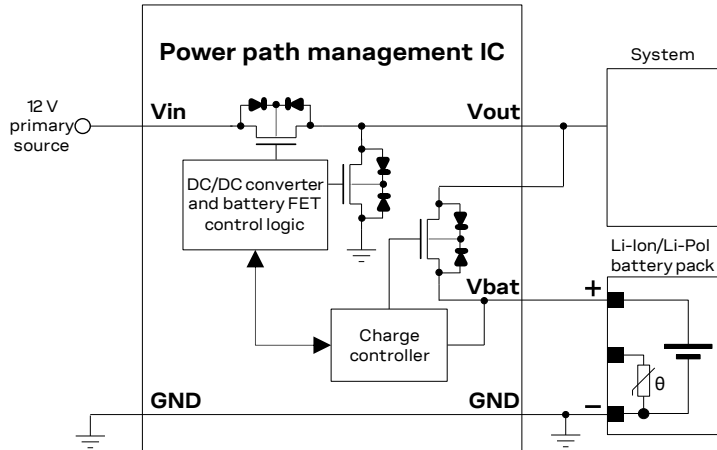 Power path management IC
System
12 V
primary
source
Vin
Vout
DC/DC converter
and battery FET
control logic
Li-Ion/Li-Pol
battery pack
Vbat
+
Charge
controller
θ
GND
GND
–